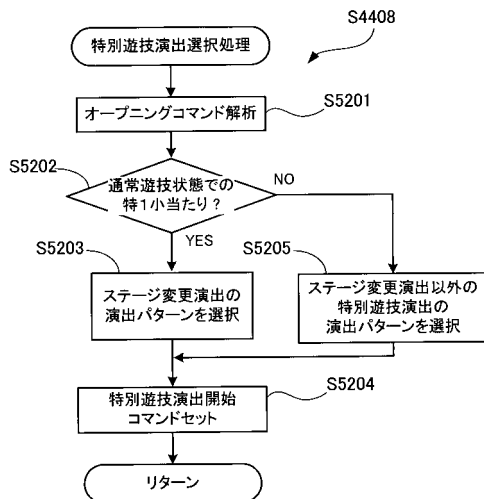 S4408
特別遊技演出選択処理
S5201
オープニングコマンド解析
S5202
通常遊技状態での
特1小当たり?
NO
YES
S5203
ステージ変更演出の
演出パターンを選択
S5205
ステージ変更演出以外の
特別遊技演出の
演出パターンを選択
S5204
特別遊技演出開始
コマンドセット
リターン